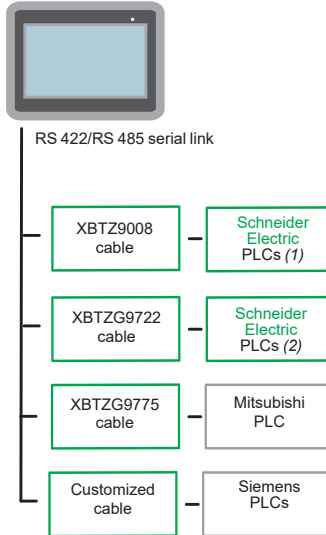 RS 422/RS 485 serial link
XBTZ9008
cable
Schneider
Electric
PLCs (1)
XBTZG9722
cable
Schneider
Electric
PLCs (2)
XBTZG9775
cable
Mitsubishi
PLC
Customized
cable
Siemens
PLCs